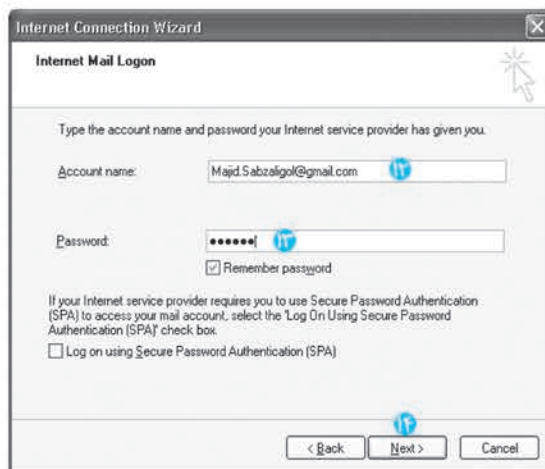 Internet Connection Wizard
Internet Mail Logon
Type the account name and password your Internet service provider has given you.
Account name: Majid.Sabzaligol@gmail.com ۱۲
Password: ●●●●●● ۱۳
Remember password
If your Internet service provider requires you to use Secure Password Authentication
(SPA) to access your mail account, select the 'Log On Using Secure Password
Authentication (SPA)' check box.
Log on using Secure Password Authentication (SPA)
۱۴
< Back Next > Cancel